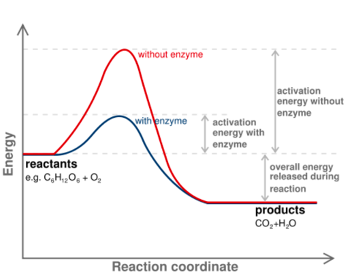 without enzyme
with enzyme
activation
energy without
enzyme
activation
energy with
enzyme
reactants
e.g. C₆H₁₂O₆ + O₂
overall energy
released during
reaction
products
CO₂+H₂O
Energy
Reaction coordinate